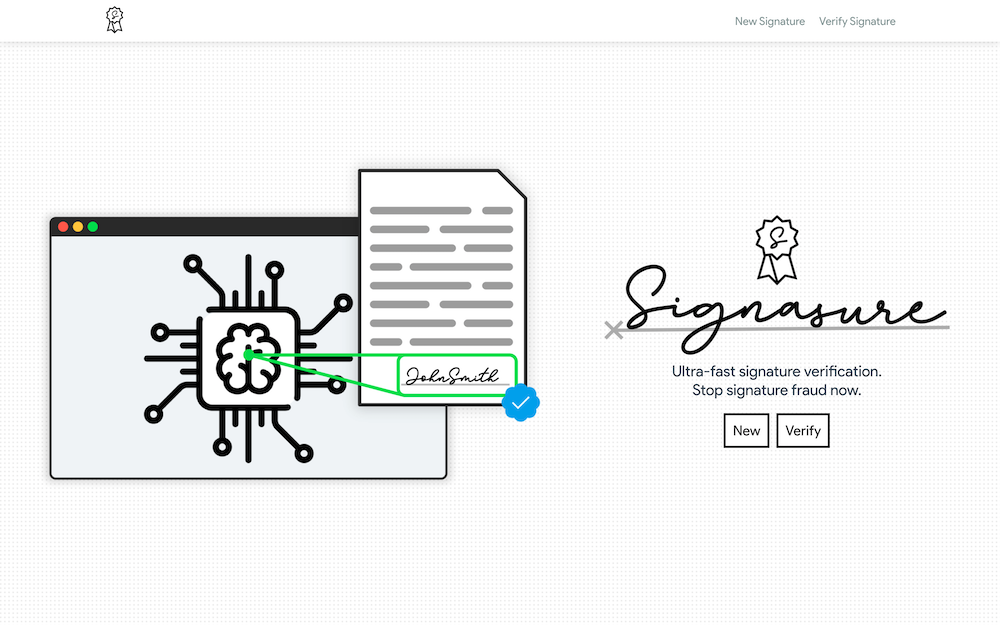 New Signature Verify Signature
JohnSmith
S
Signasure
Ultra-fast signature verification.
Stop signature fraud now.
New Verify